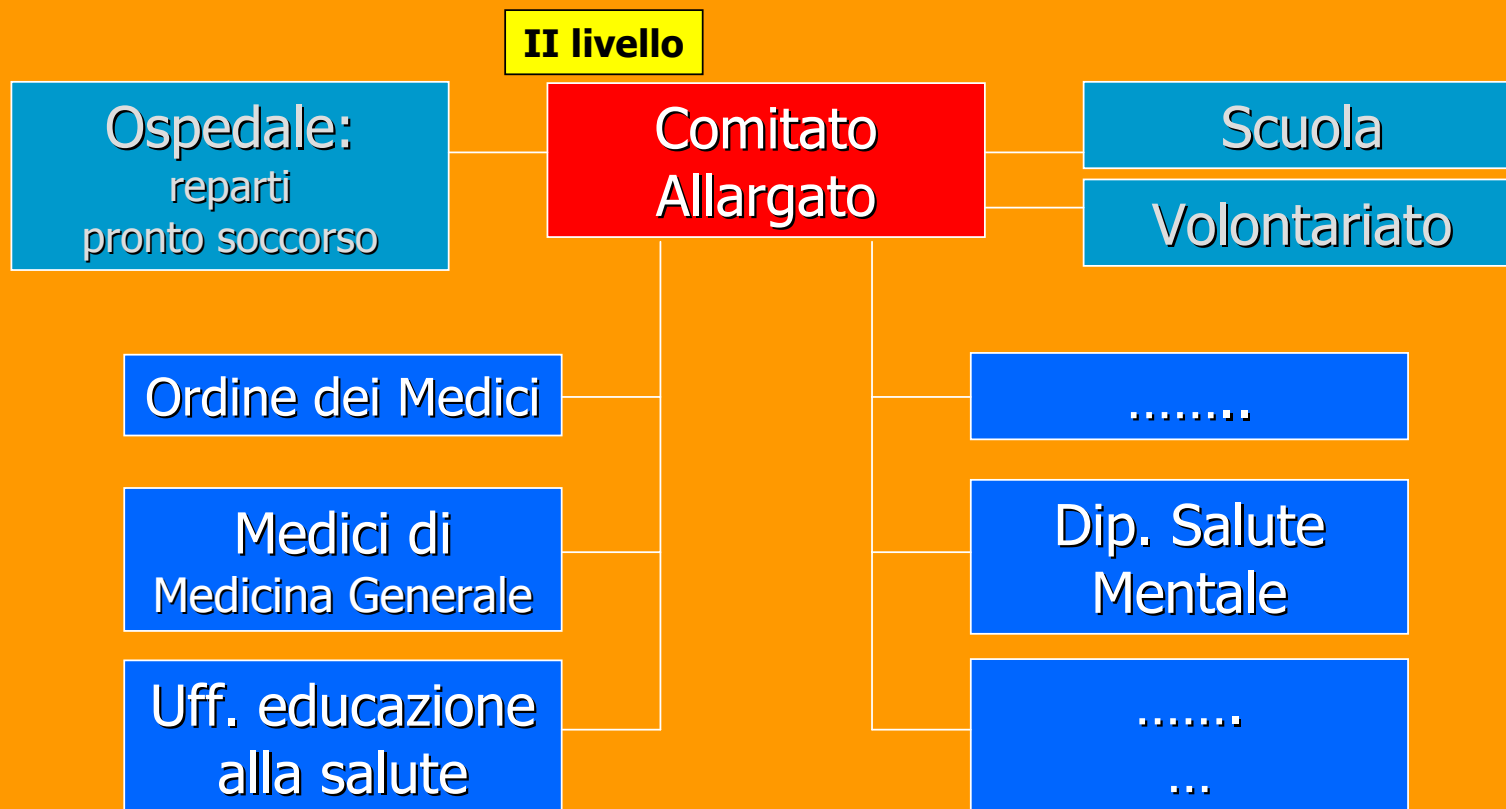 II livello
Ospedale:
reparti
pronto soccorso
Comitato
Allargato
Scuola
Volontariato
Ordine dei Medici
Medici di
Medicina Generale
Uff. educazione
alla salute
……..
Dip. Salute
Mentale
…….
…